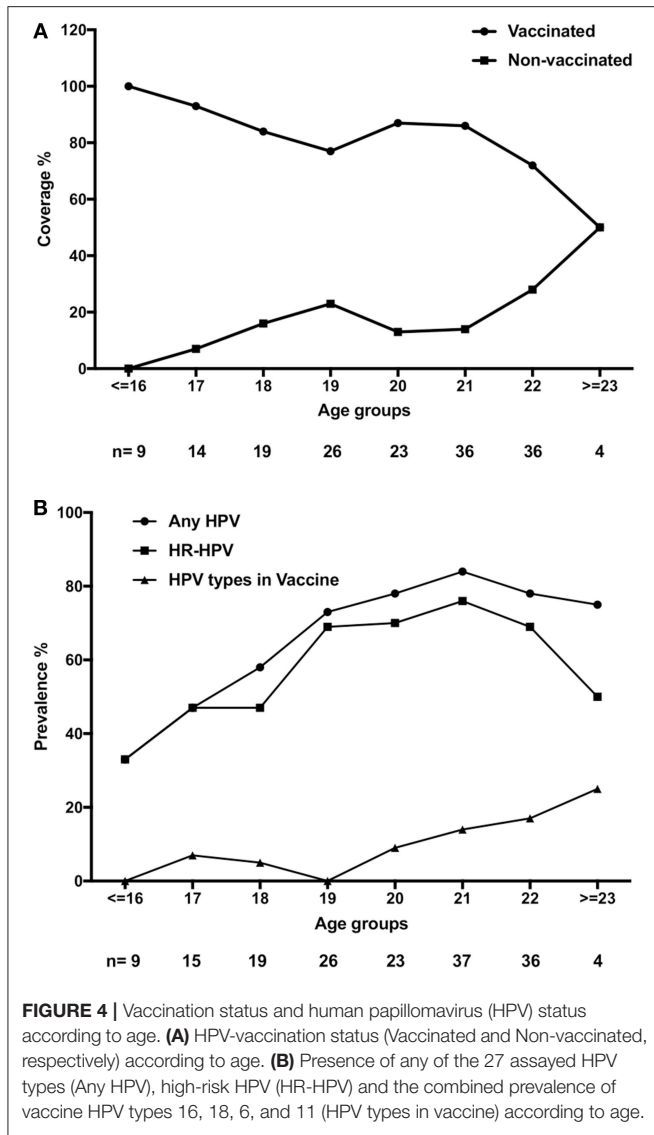 A
Vaccinated
Non-vaccinated
120
100
80
60
40
20
0
Coverage %
<=16 17 18 19 20 21 22 >=23
Age groups
n= 9 14 19 26 23 36 36 4
B
Any HPV
HR-HPV
HPV types in Vaccine
100
80
60
40
20
0
Prevalence %
<=16 17 18 19 20 21 22 >=23
Age groups
n= 9 15 19 26 23 37 36 4
FIGURE 4 | Vaccination status and human papillomavirus (HPV) status
according to age. (A) HPV-vaccination status (Vaccinated and Non-vaccinated,
respectively) according to age. (B) Presence of any of the 27 assayed HPV
types (Any HPV), high-risk HPV (HR-HPV) and the combined prevalence of
vaccine HPV types 16, 18, 6, and 11 (HPV types in vaccine) according to age.